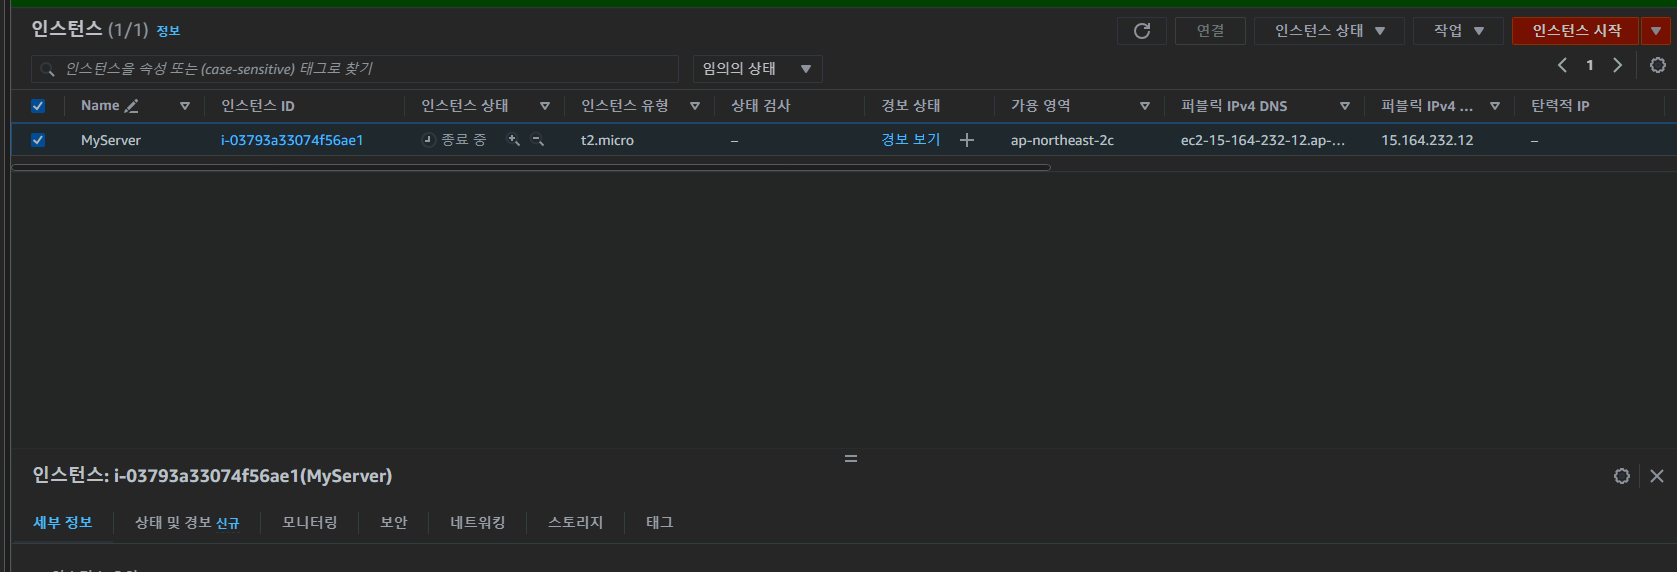 인스턴스 (1/1) 정보
연결 인스턴스 상태 작업 인스턴스 시작
인스턴스을 속성 또는 (case-sensitive) 태그로 찾기 임의의 상태 1
Name 인스턴스 ID 인스턴스 상태 인스턴스 유형 상태 검사 경보 상태 가용 영역 퍼블릭 IPv4 DNS 퍼블릭 IPv4 ... 탄력적 IP
MyServer i-03793a33074f56ae1 종료 중 t2.micro – 경보 보기 + ap-northeast-2c ec2-15-164-232-12.ap-... 15.164.232.12 –
인스턴스: i-03793a33074f56ae1(MyServer)
세부 정보 상태 및 경보 신규 모니터링 보안 네트워킹 스토리지 태그